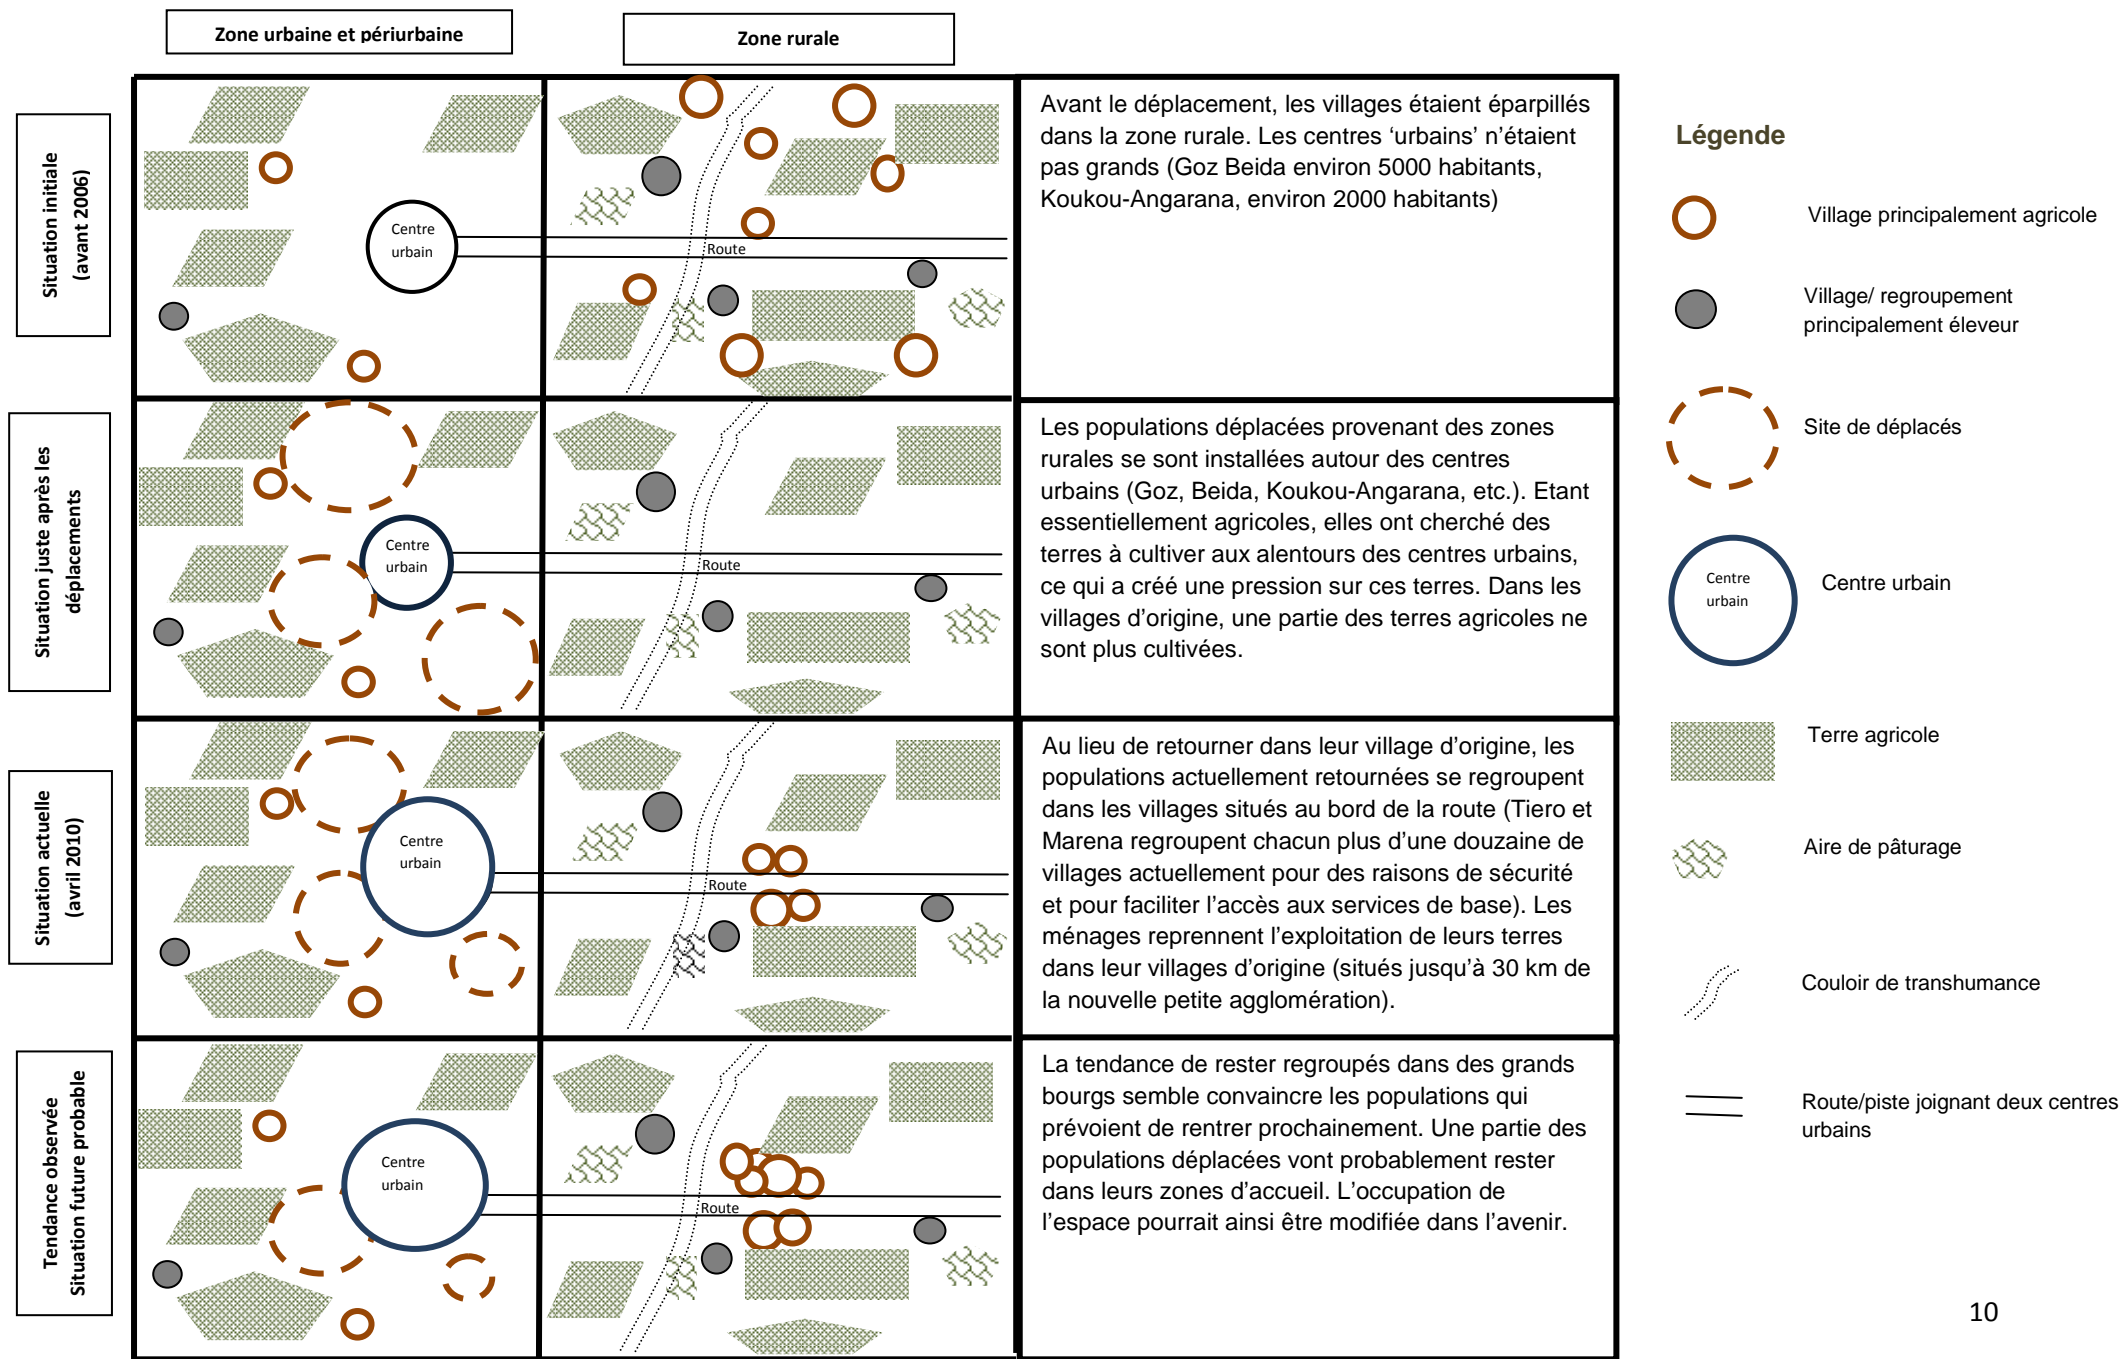 Zone urbaine et périurbaine
Zone rurale
Situation initiale
(avant 2006)
Centre
urbain
Route
Avant le déplacement, les villages étaient éparpillés
dans la zone rurale. Les centres ‘urbains’ n’étaient
pas grands (Goz Beida environ 5000 habitants,
Koukou-Angarana, environ 2000 habitants)
Situation juste après les
déplacements
Centre
urbain
Route
Les populations déplacées provenant des zones
rurales se sont installées autour des centres
urbains (Goz, Beida, Koukou-Angarana, etc.). Etant
essentiellement agricoles, elles ont cherché des
terres à cultiver aux alentours des centres urbains,
ce qui a créé une pression sur ces terres. Dans les
villages d’origine, une partie des terres agricoles ne
sont plus cultivées.
Situation actuelle
(avril 2010)
Centre
urbain
Route
Au lieu de retourner dans leur village d’origine, les
populations actuellement retournées se regroupent
dans les villages situés au bord de la route (Tiero et
Marena regroupent chacun plus d’une douzaine de
villages actuellement pour des raisons de sécurité
et pour faciliter l’accès aux services de base). Les
ménages reprennent l’exploitation de leurs terres
dans leur villages d’origine (situés jusqu’à 30 km de
la nouvelle petite agglomération).
Tendance observée
Situation future probable
Centre
urbain
Route
La tendance de rester regroupés dans des grands
bourgs semble convaincre les populations qui
prévoient de rentrer prochainement. Une partie des
populations déplacées vont probablement rester
dans leurs zones d’accueil. L’occupation de
l’espace pourrait ainsi être modifiée dans l’avenir.
Légende
Village principalement agricole
Village/ regroupement
principalement éleveur
Site de déplacés
Centre
urbain
Centre urbain
Terre agricole
Aire de pâturage
Couloir de transhumance
Route/piste joignant deux centres
urbains
10